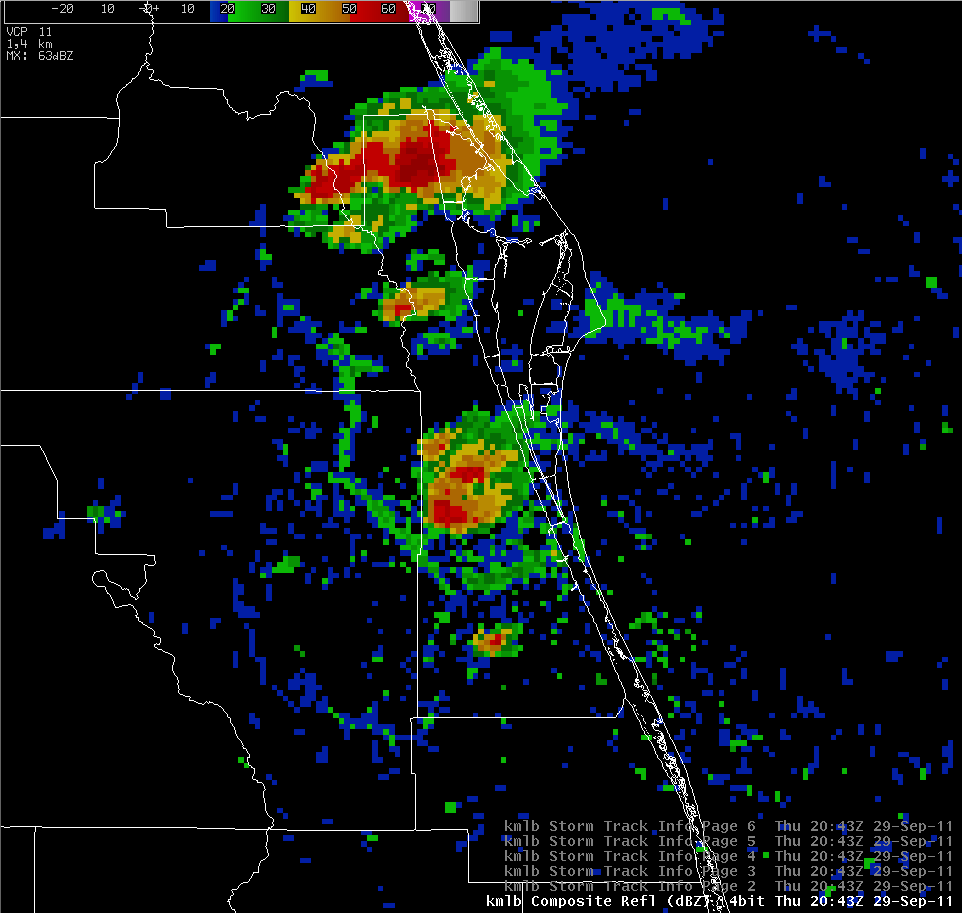 -20 10 -3+ 10 20 30 40 50 60 70
VCP 11
1,4 km
MX: 63dBZ
kmlb Storm Track Info Page 6 Thu 20:43Z 29-Sep-11
kmlb Storm Track Info Page 5 Thu 20:43Z 29-Sep-11
kmlb Storm Track Info Page 4 Thu 20:43Z 29-Sep-11
kmlb Storm Track Info Page 3 Thu 20:43Z 29-Sep-11
kmlb Storm Track Info Page 2 Thu 20:43Z 29-Sep-11
kmlb Composite Refl (dBZ) 4bit Thu 20:43Z 29-Sep-11